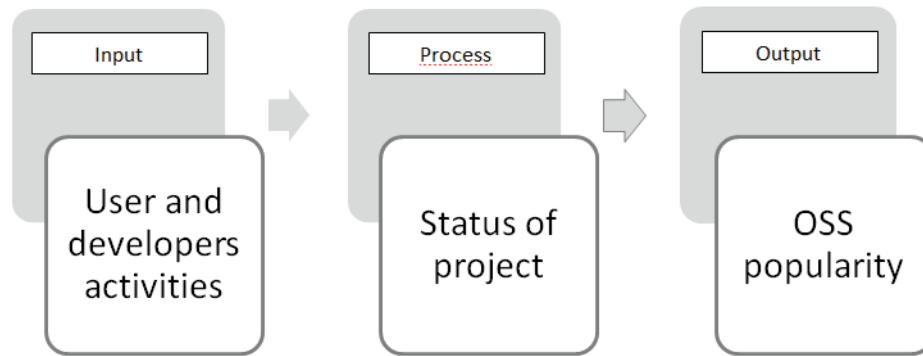 Input
Process
Output
User and
developers
activities
Status of
project
OSS
popularity